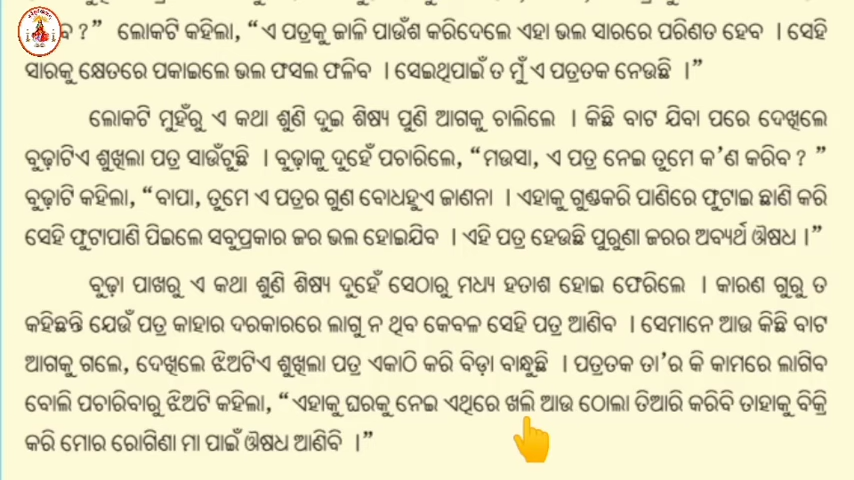 ବ ?” ଲୋକଟି କହିଲା, “ଏ ପତ୍ରକୁ ଜାଳି ପାଉଁଶ କରିଦେଲେ ଏହା ଭଲ ସାରରେ ପରିଣତ ହେବ । ସେହି
ସାରକୁ କ୍ଷେତରେ ପକାଇଲେ ଭଲ ଫସଲ ଫଳିବ । ସେଇଥିପାଇଁ ତ ମୁଁ ଏ ପତ୍ରତକ ନେଉଛି ।”
ଲୋକଟି ମୁହଁରୁ ଏ କଥା ଶୁଣି ଦୁଇ ଶିଷ୍ୟ ପୁଣି ଆଗକୁ ଚାଲିଲେ । କିଛି ବାଟ ଯିବା ପରେ ଦେଖିଲେ
ବୁଢ଼ାଟିଏ ଶୁଖିଲା ପତ୍ର ସାଉଁଟୁଛି । ବୁଢ଼ାକୁ ଦୁହେଁ ପଚାରିଲେ, “ମଉସା, ଏ ପତ୍ର ନେଇ ତୁମେ କ’ଣ କରିବ ? ”
ବୁଢ଼ାଟି କହିଲା, “ବାପା, ତୁମେ ଏ ପତ୍ରର ଗୁଣ ବୋଧହୁଏ ଜାଣନା । ଏହାକୁ ଗୁଣ୍ଡକରି ପାଣିରେ ଫୁଟାଇ ଛାଣି କରି
ସେହି ଫୁଟାପାଣି ପିଇଲେ ସବୁପ୍ରକାର ଜର ଭଲ ହୋଇଯିବ । ଏହି ପତ୍ର ହେଉଛି ପୁରୁଣା ଜରର ଅବ୍ୟର୍ଥ ଔଷଧ ।”
ବୁଢ଼ା ପାଖରୁ ଏ କଥା ଶୁଣି ଶିଷ୍ୟ ଦୁହେଁ ସେଠାରୁ ମଧ୍ୟ ହତାଶ ହୋଇ ଫେରିଲେ । କାରଣ ଗୁରୁ ତ
କହିଛନ୍ତି ଯେଉଁ ପତ୍ର କାହାର ଦରକାରରେ ଲାଗୁ ନ ଥିବ କେବଳ ସେହି ପତ୍ର ଆଣିବ । ସେମାନେ ଆଉ କିଛି ବାଟ
ଆଗକୁ ଗଲେ, ଦେଖିଲେ ଝିଅଟିଏ ଶୁଖିଲା ପତ୍ର ଏକାଠି କରି ବିଡ଼ା ବାନ୍ଧୁଛି । ପତ୍ରତକ ତା’ର କି କାମରେ ଲାଗିବ
ବୋଲି ପଚାରିବାରୁ ଝିଅଟି କହିଲା, “ଏହାକୁ ଘରକୁ ନେଇ ଏଥିରେ ଖଲି ଆଉ ଠୋଲା ତିଆରି କରିବି ତାହାକୁ ବିକ୍ରି
କରି ମୋର ରୋଗିଣା ମା ପାଇଁ ଔଷଧ ଆଣିବି ।”